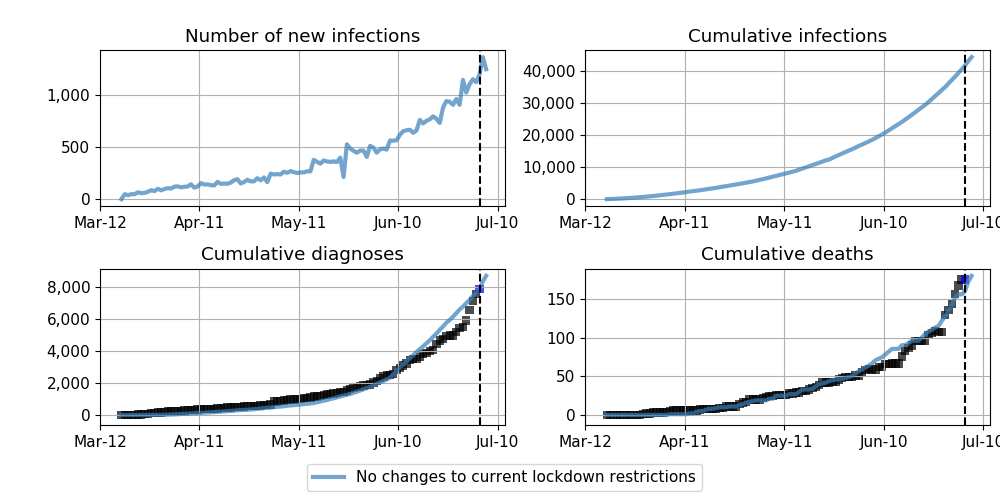 Number of new infections
1,000
500
0
Mar-12 Apr-11 May-11 Jun-10 Jul-10
Cumulative infections
40,000
30,000
20,000
10,000
0
Mar-12 Apr-11 May-11 Jun-10 Jul-10
Cumulative diagnoses
8,000
6,000
4,000
2,000
0
Mar-12 Apr-11 May-11 Jun-10 Jul-10
Cumulative deaths
150
100
50
0
Mar-12 Apr-11 May-11 Jun-10 Jul-10
No changes to current lockdown restrictions